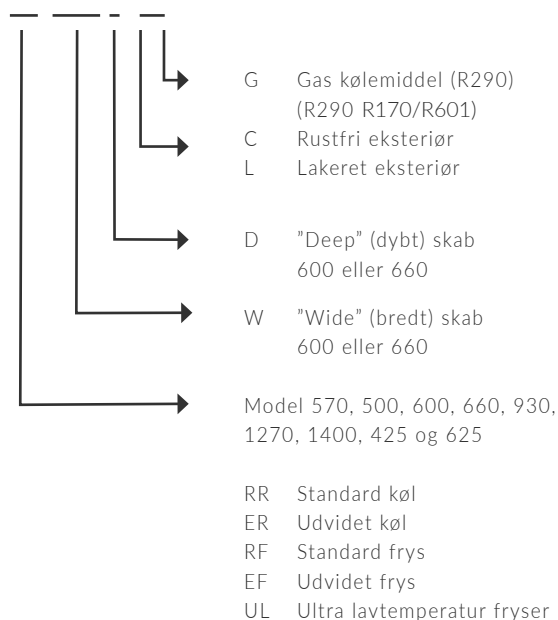 G Gas kølemiddel (R290)
(R290 R170/R601)
C Rustfri eksteriør
L Lakeret eksteriør
D ”Deep” (dybt) skab
600 eller 660
W ”Wide” (bredt) skab
600 eller 660
Model 570, 500, 600, 660, 930,
1270, 1400, 425 og 625
RR Standard køl
ER Udvidet køl
RF Standard frys
EF Udvidet frys
UL Ultra lavtemperatur fryser